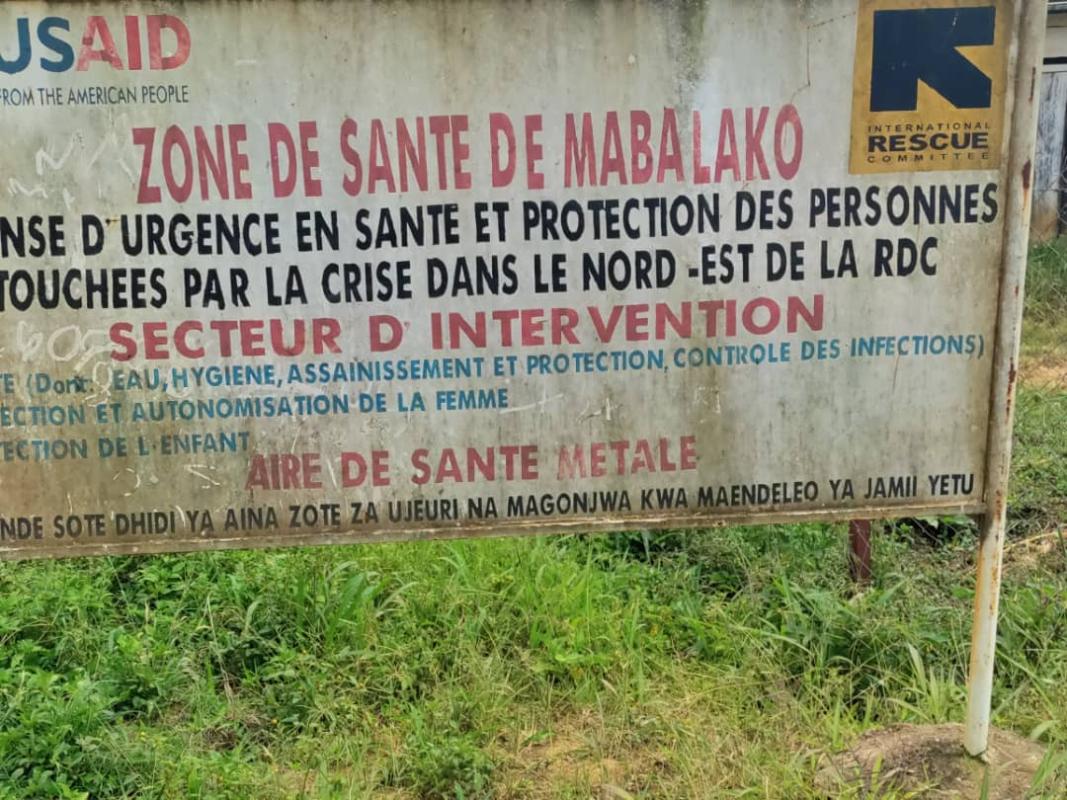 USAID
FROM THE AMERICAN PEOPLE
INTERNATIONAL
RESCUE
COMMITTEE
ZONE DE SANTE DE MABALAKO
NSE D'URGENCE EN SANTE ET PROTECTION DES PERSONNES
TOUCHEES PAR LA CRISE DANS LE NORD -EST DE LA RDC
SECTEUR D' INTERVENTION
TE (Dont: EAU, HYGIENE, ASSAINISSEMENT ET PROTECTION, CONTROLE DES INFECTIONS)
ECTION ET AUTONOMISATION DE LA FEMME
TECTION DE L'ENFANT
AIRE DE SANTE METALE
NDE SOTE DHIDI YA AINA ZOTE ZA UJEURI NA MAGONJWA KWA MAENDELEO YA JAMII YETU